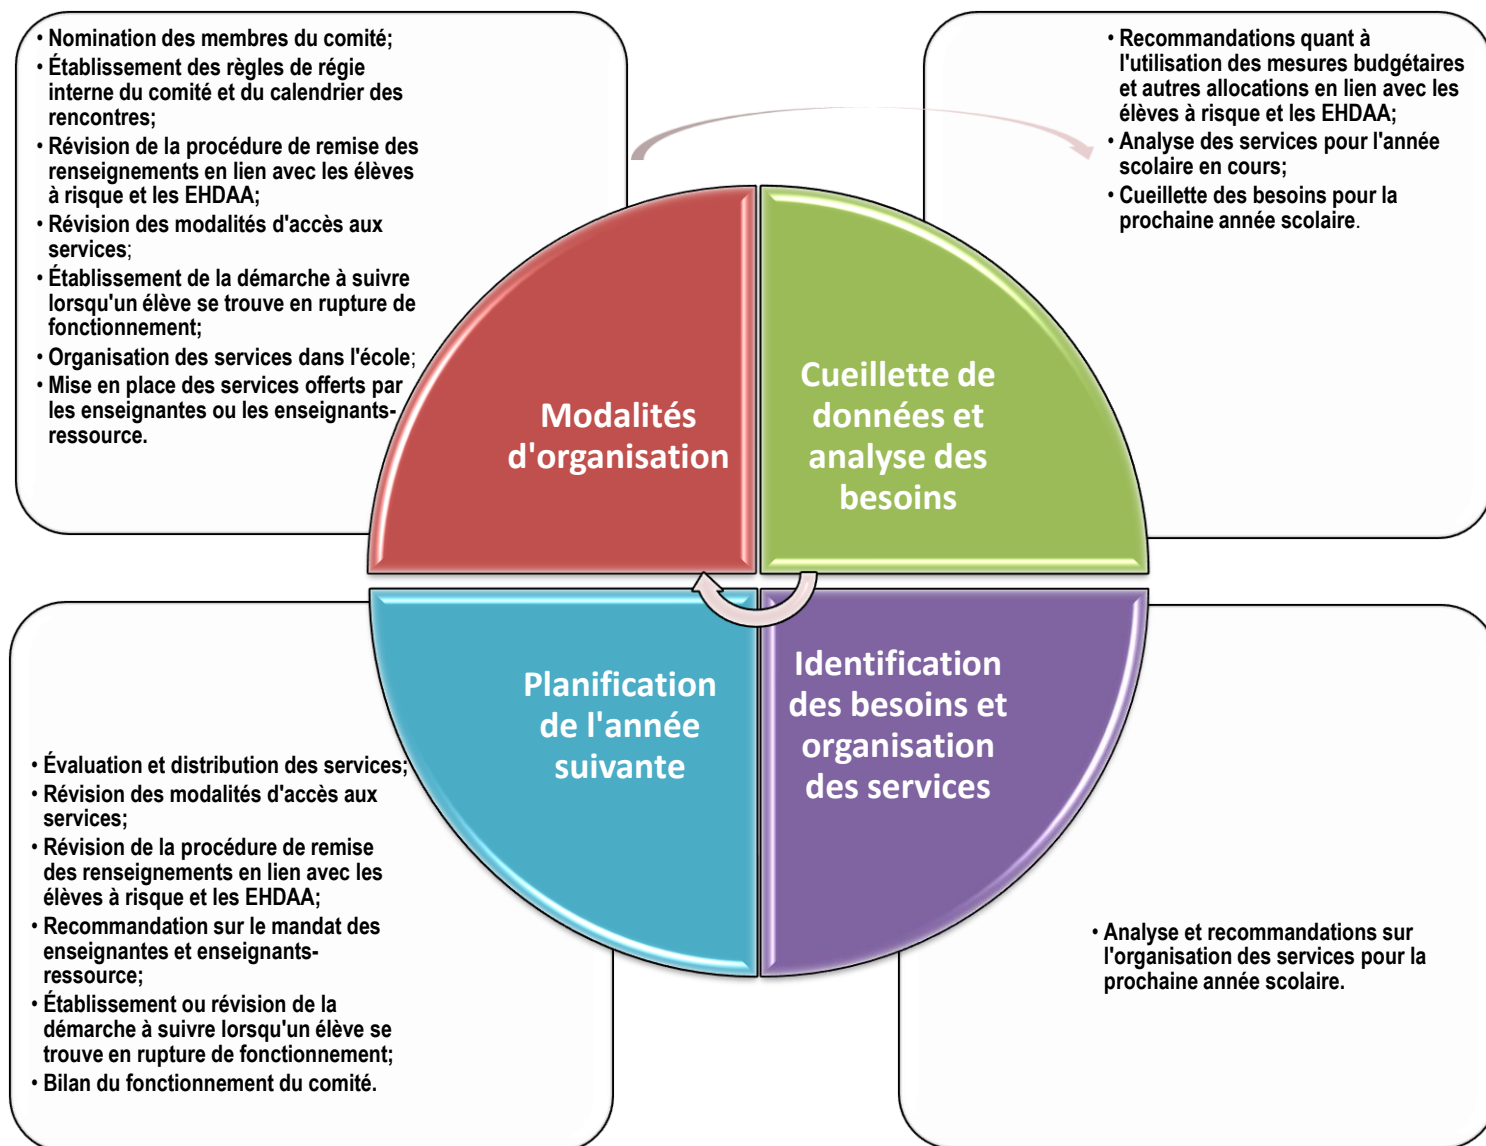 • Nomination des membres du comité;
• Établissement des règles de régie
interne du comité et du calendrier des
rencontres;
• Révision de la procédure de remise des
renseignements en lien avec les élèves
à risque et les EHDAA;
• Révision des modalités d'accès aux
services;
• Établissement de la démarche à suivre
lorsqu'un élève se trouve en rupture de
fonctionnement;
• Organisation des services dans l'école;
• Mise en place des services offerts par
les enseignantes ou les enseignants-
ressource.
• Recommandations quant à
l'utilisation des mesures budgétaires
et autres allocations en lien avec les
élèves à risque et les EHDAA;
• Analyse des services pour l'année
scolaire en cours;
• Cueillette des besoins pour la
prochaine année scolaire.
Modalités
d'organisation
Cueillette de
données et
analyse des
besoins
Planification
de l'année
suivante
Identification
des besoins et
organisation
des services
• Évaluation et distribution des services;
• Révision des modalités d'accès aux
services;
• Révision de la procédure de remise
des renseignements en lien avec les
élèves à risque et les EHDAA;
• Recommandation sur le mandat des
enseignantes et enseignants-
ressource;
• Établissement ou révision de la
démarche à suivre lorsqu'un élève se
trouve en rupture de fonctionnement;
• Bilan du fonctionnement du comité.
• Analyse et recommandations sur
l'organisation des services pour la
prochaine année scolaire.